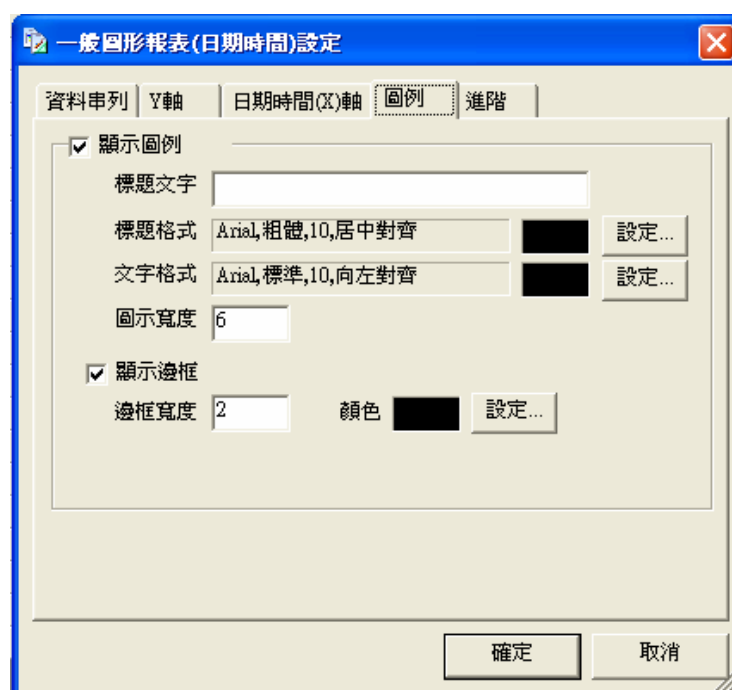 一般圖形報表(日期時間)設定
資料串列 Y軸 日期時間(X)軸 圖例 進階
顯示圖例
標題文字
標題格式 Arial,粗體,10,居中對齊 設定...
文字格式 Arial,標準,10,向左對齊 設定...
圖示寬度 6
顯示邊框
邊框寬度 2 顏色 設定...
確定 取消